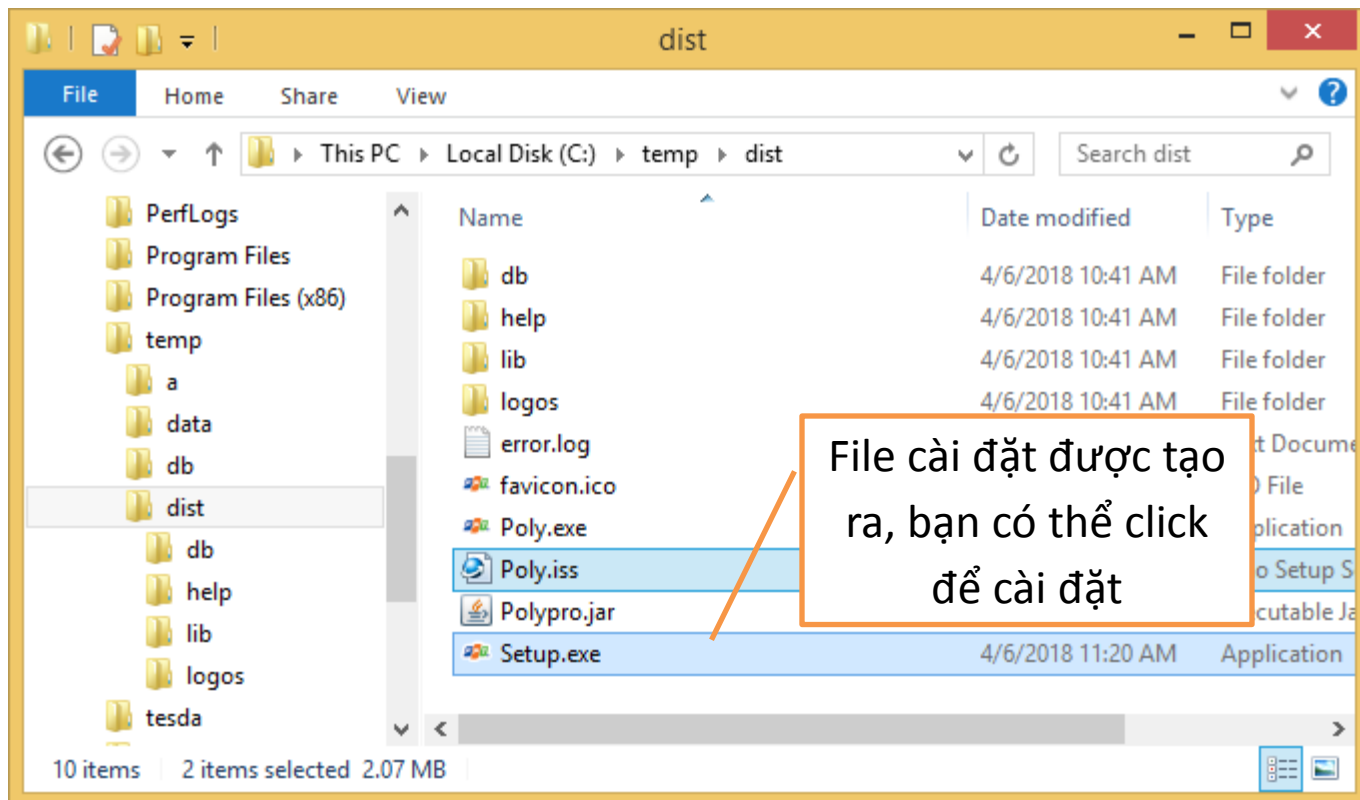 dist
File Home Share View
This PC Local Disk (C:) temp dist
Search dist
PerfLogs
Program Files
Program Files (x86)
temp
a
data
db
dist
db
help
lib
logos
tesda
Name Date modified Type
db 4/6/2018 10:41 AM File folder
help 4/6/2018 10:41 AM File folder
lib 4/6/2018 10:41 AM File folder
logos 4/6/2018 10:41 AM File folder
error.log
favicon.ico File
Poly.exe
Poly.iss Setup
Polypro.jar
Setup.exe 4/6/2018 11:20 AM Application
File cài đặt được tạo
ra, bạn có thể click
để cài đặt
10 items 2 items selected 2.07 MB